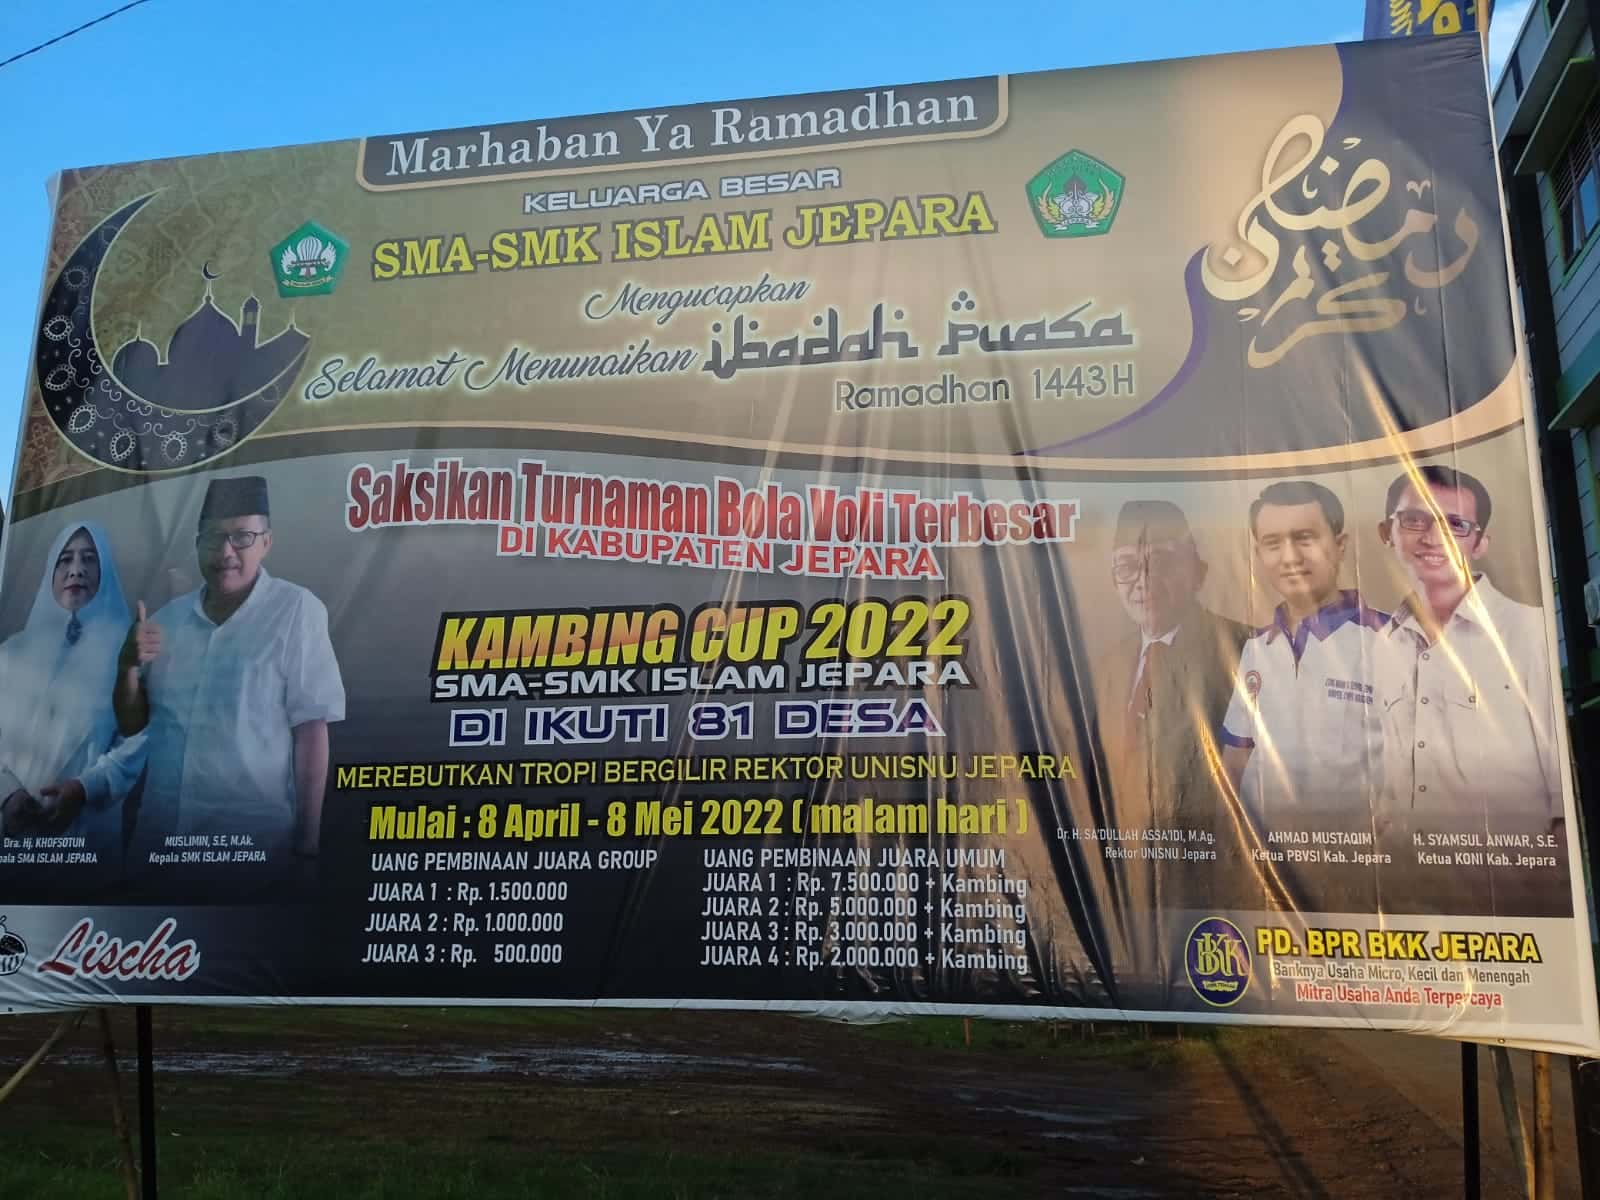 Marhaban Ya Ramadhan
KELUARGA BESAR
SMA-SMK ISLAM JEPARA
Mengucapkan
Selamat Menunaikan Ibadah Puasa
Ramadhan 1443 H
رمضان كريم
Saksikan Turnaman Bola Voli Terbesar
DI KABUPATEN JEPARA
KAMBING CUP 2022
SMA-SMK ISLAM JEPARA
DI IKUTI 81 DESA
MEREBUTKAN TROPI BERGILIR REKTOR UNISNU JEPARA
Mulai : 8 April - 8 Mei 2022 ( malam hari )
UANG PEMBINAAN JUARA GROUP
JUARA 1 : Rp. 1.500.000
JUARA 2 : Rp. 1.000.000
JUARA 3 : Rp. 500.000
UANG PEMBINAAN JUARA UMUM
JUARA 1 : Rp. 7.500.000 + Kambing
JUARA 2 : Rp. 5.000.000 + Kambing
JUARA 3 : Rp. 3.000.000 + Kambing
JUARA 4 : Rp. 2.000.000 + Kambing
Dra. Hj. KHOFSOTUN
pala SMA ISLAM JEPARA
MUSLIMIN, S.E, M.Ak.
Kepala SMK ISLAM JEPARA
Dr. H. SA'DULLAH ASSA'IDI, M.Ag.
Rektor UNISNU Jepara
AHMAD MUSTAQIM
Ketua PBVSI Kab. Jepara
H. SYAMSUL ANWAR, S.E.
Ketua KONI Kab. Jepara
Lischa
BKK
PD. BPR BKK JEPARA
Banknya Usaha Micro, Kecil dan Menengah
Mitra Usaha Anda Terpercaya